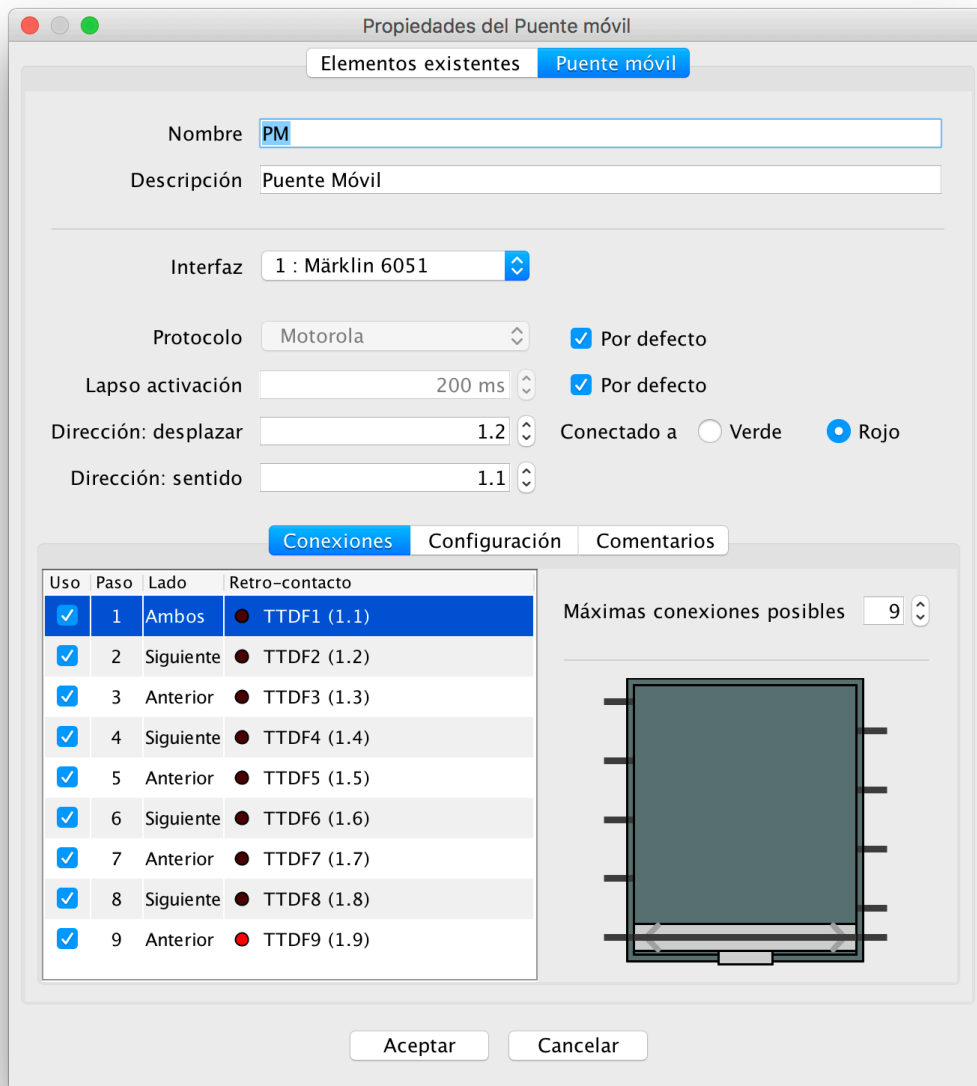 Propiedades del Puente móvil
Elementos existentes Puente móvil
Nombre PM
Descripción Puente Móvil
Interfaz 1 : Märklin 6051
Protocolo Motorola Por defecto
Lapso activación 200 ms Por defecto
Dirección: desplazar 1.2 Conectado a Verde Rojo
Dirección: sentido 1.1
Conexiones Configuración Comentarios
Uso Paso Lado Retro-contacto
1 Ambos TTDF1 (1.1)
2 Siguiente TTDF2 (1.2)
3 Anterior TTDF3 (1.3)
4 Siguiente TTDF4 (1.4)
5 Anterior TTDF5 (1.5)
6 Siguiente TTDF6 (1.6)
7 Anterior TTDF7 (1.7)
8 Siguiente TTDF8 (1.8)
9 Anterior TTDF9 (1.9)
Máximas conexiones posibles 9
Aceptar Cancelar